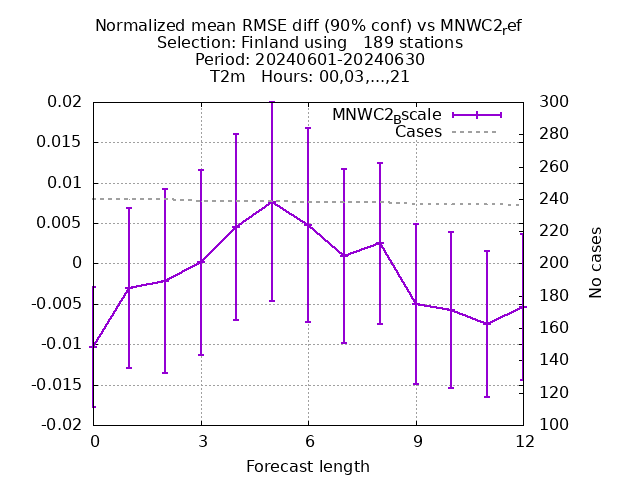 Normalized mean RMSE diff (90% conf) vs MNWC2ref
Selection: Finland using 189 stations
Period: 20240601-20240630
T2m Hours: 00,03,...,21
MNWC2Bscale
Cases
0.02
0.015
0.01
0.005
0
-0.005
-0.01
-0.015
-0.02
300
280
260
240
220
200
180
160
140
120
100
No cases
0 3 6 9 12
Forecast length